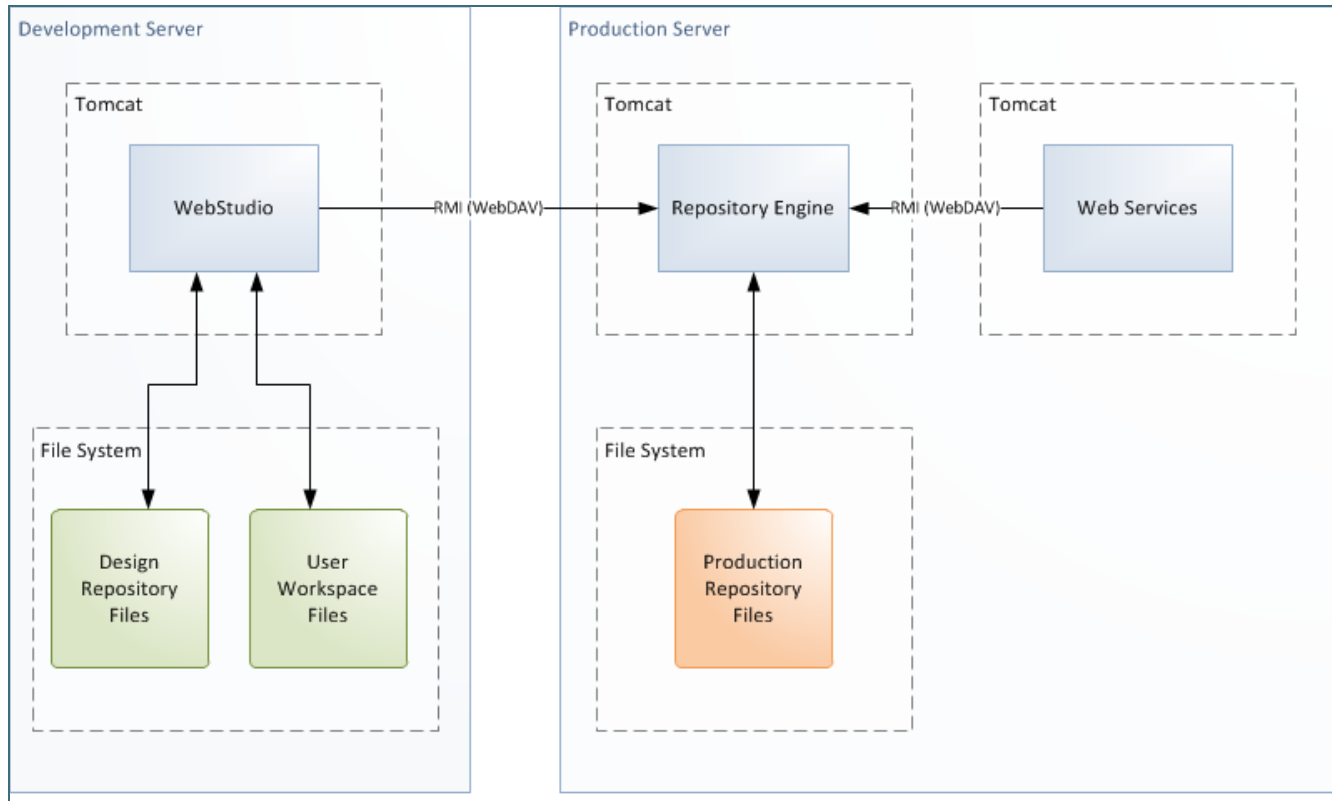 Development Server
Production Server
Tomcat
Tomcat
Tomcat
WebStudio
RMI (WebDAV)
Repository Engine
RMI (WebDAV)
Web Services
File System
File System
Design
Repository
Files
User
Workspace
Files
Production
Repository
Files